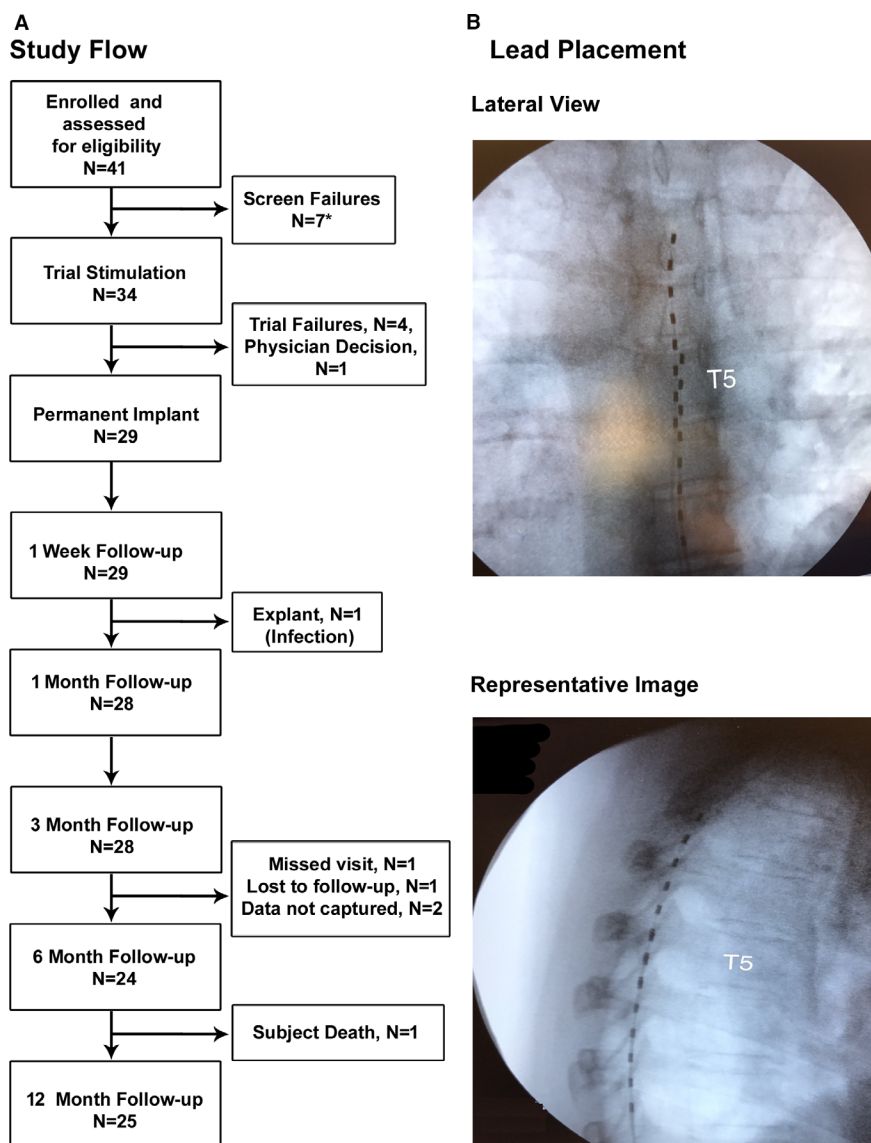 A
Study Flow
Enrolled and
assessed
for eligibility
N=41
Screen Failures
N=7*
Trial Stimulation
N=34
Trial Failures, N=4,
Physician Decision,
N=1
Permanent Implant
N=29
1 Week Follow-up
N=29
Explant, N=1
(Infection)
1 Month Follow-up
N=28
3 Month Follow-up
N=28
Missed visit, N=1
Lost to follow-up, N=1
Data not captured, N=2
6 Month Follow-up
N=24
Subject Death, N=1
12 Month Follow-up
N=25
B
Lead Placement
Lateral View
T5
Representative Image
T5